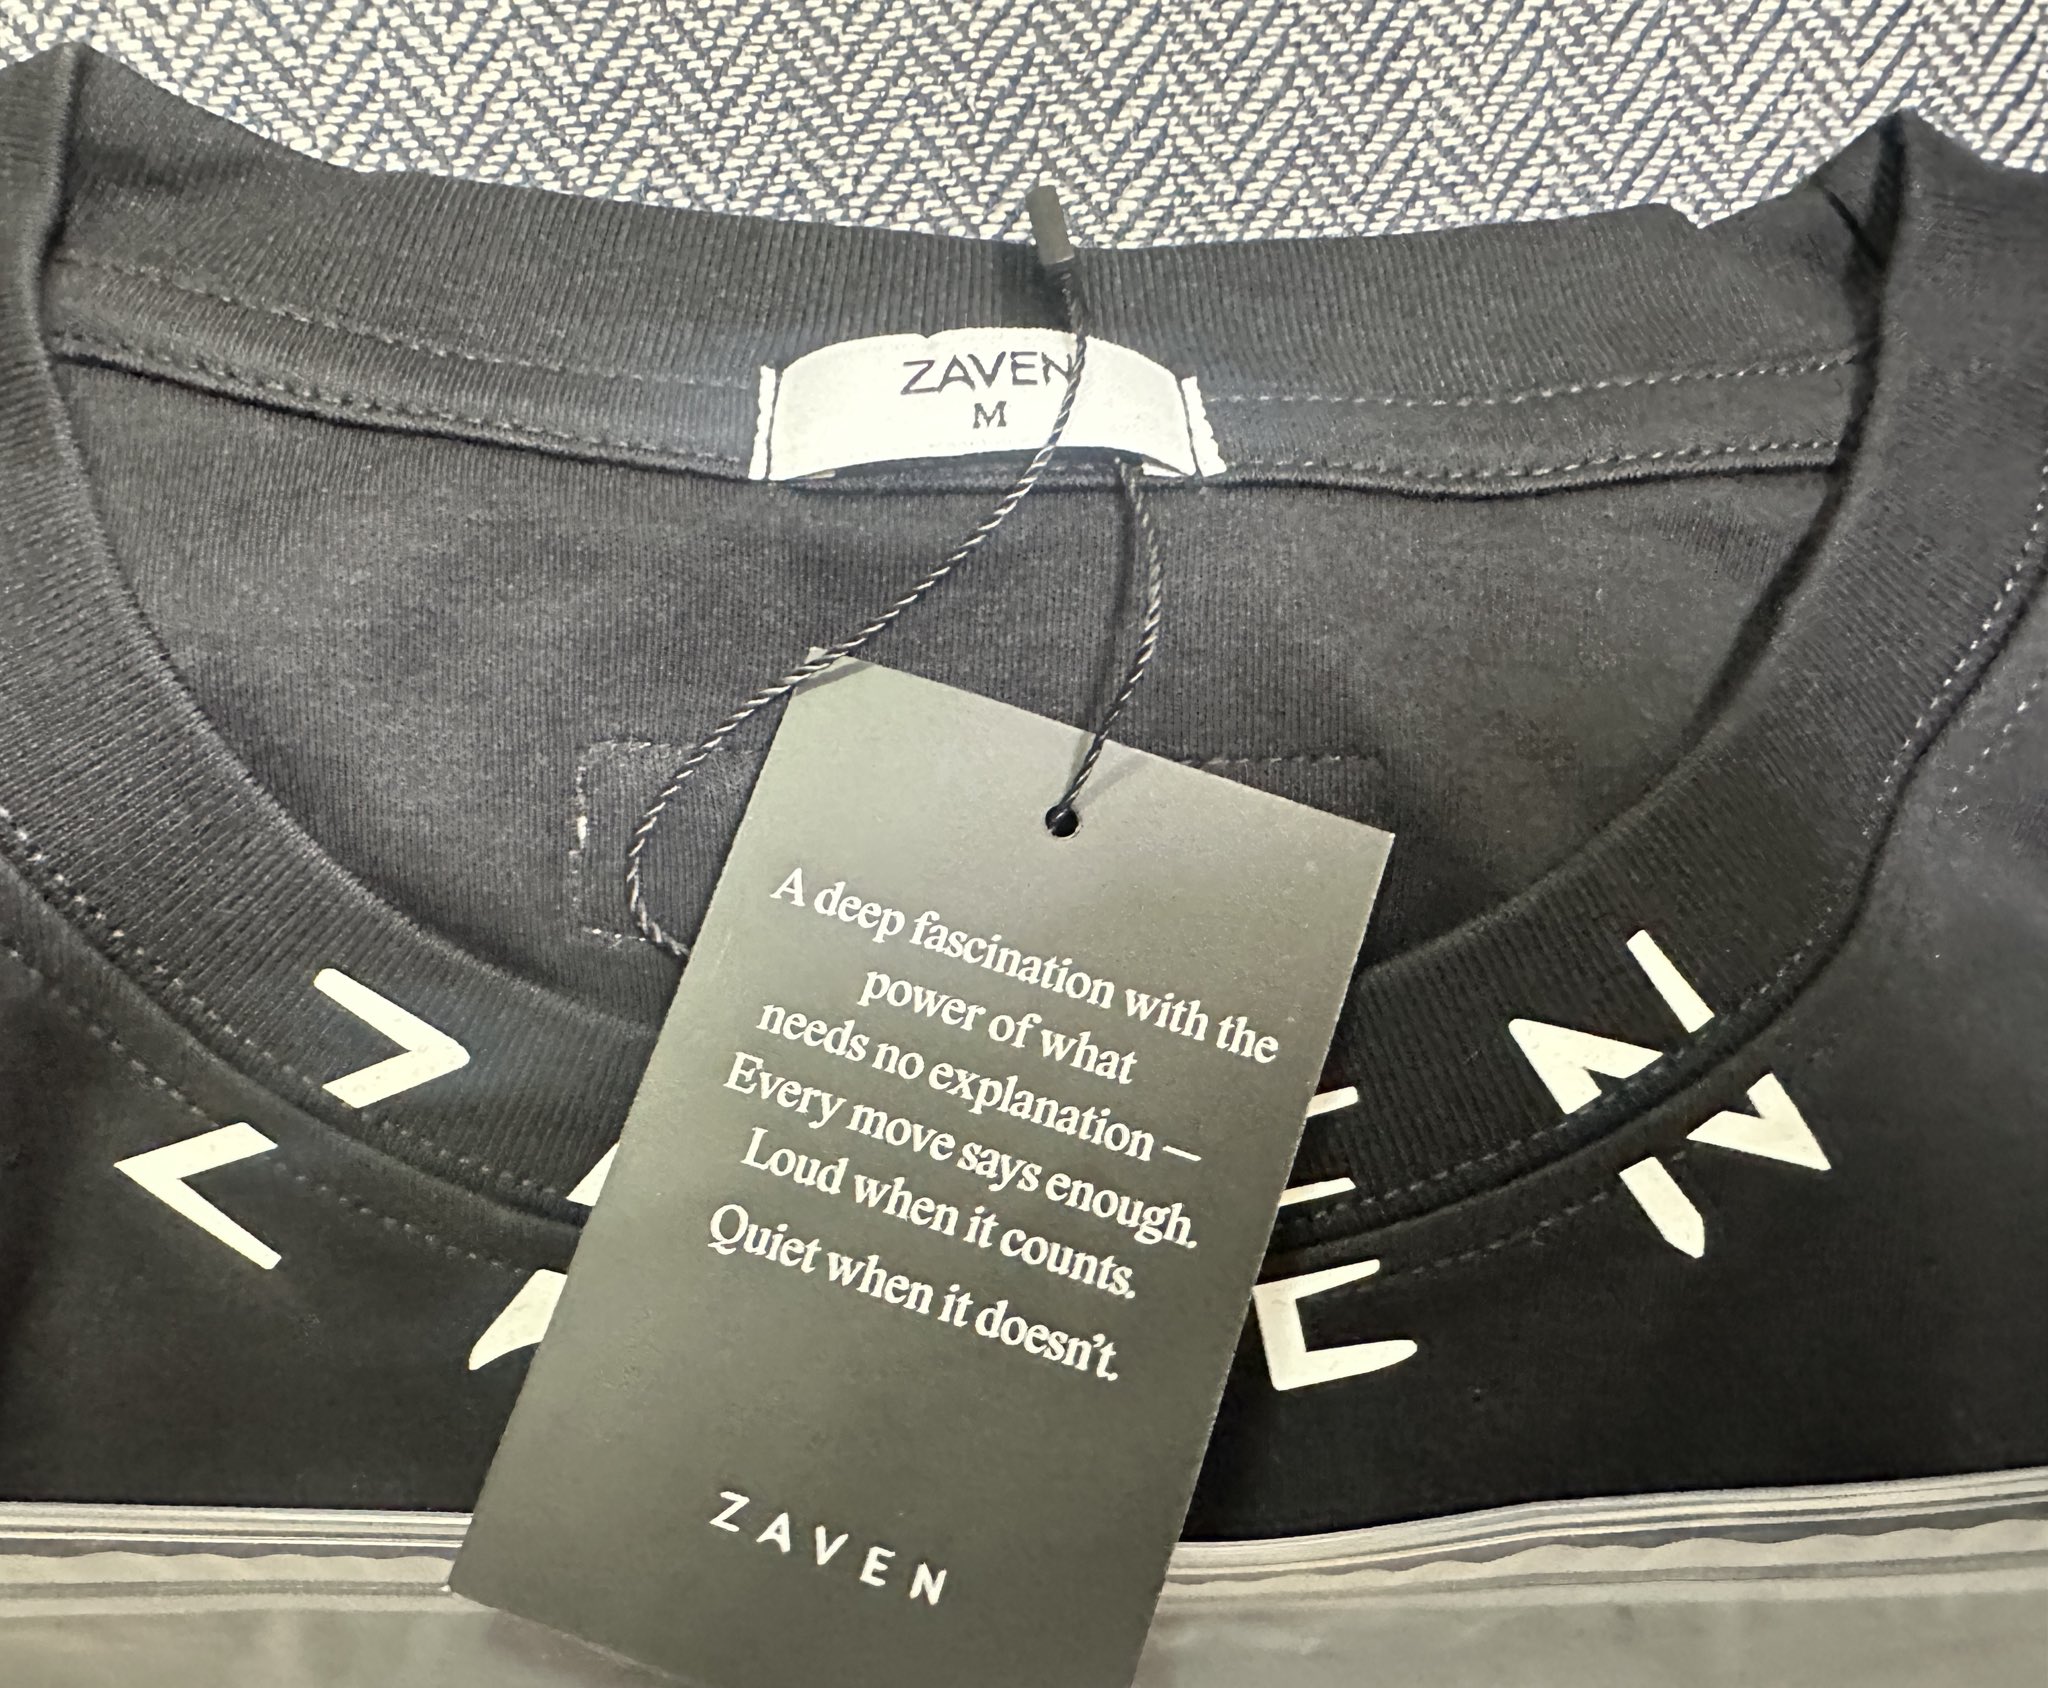 ZAVEN
M
A deep fascination with the
power of what
needs no explanation —
Every move says enough.
Loud when it counts.
Quiet when it doesn't.
ZAVEN